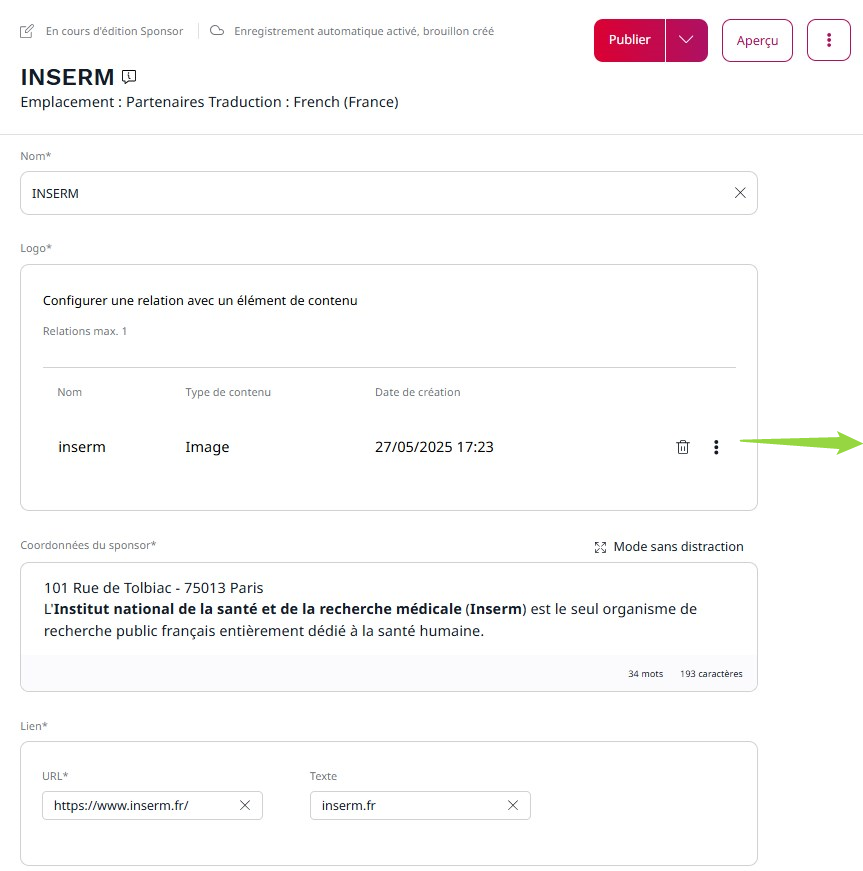 En cours d'édition Sponsor
Enregistrement automatique activé, brouillon créé
Publier
Aperçu
INSERM
Emplacement : Partenaires Traduction : French (France)
Nom*
INSERM
Logo*
Configurer une relation avec un élément de contenu
Relations max. 1
Nom Type de contenu Date de création
inserm Image 27/05/2025 17:23
Coordonnées du sponsor*
Mode sans distraction
101 Rue de Tolbiac - 75013 Paris
L'Institut national de la santé et de la recherche médicale (Inserm) est le seul organisme de
recherche public français entièrement dédié à la santé humaine.
34 mots 193 caractères
Lien*
URL* Texte
https://www.inserm.fr/ inserm.fr